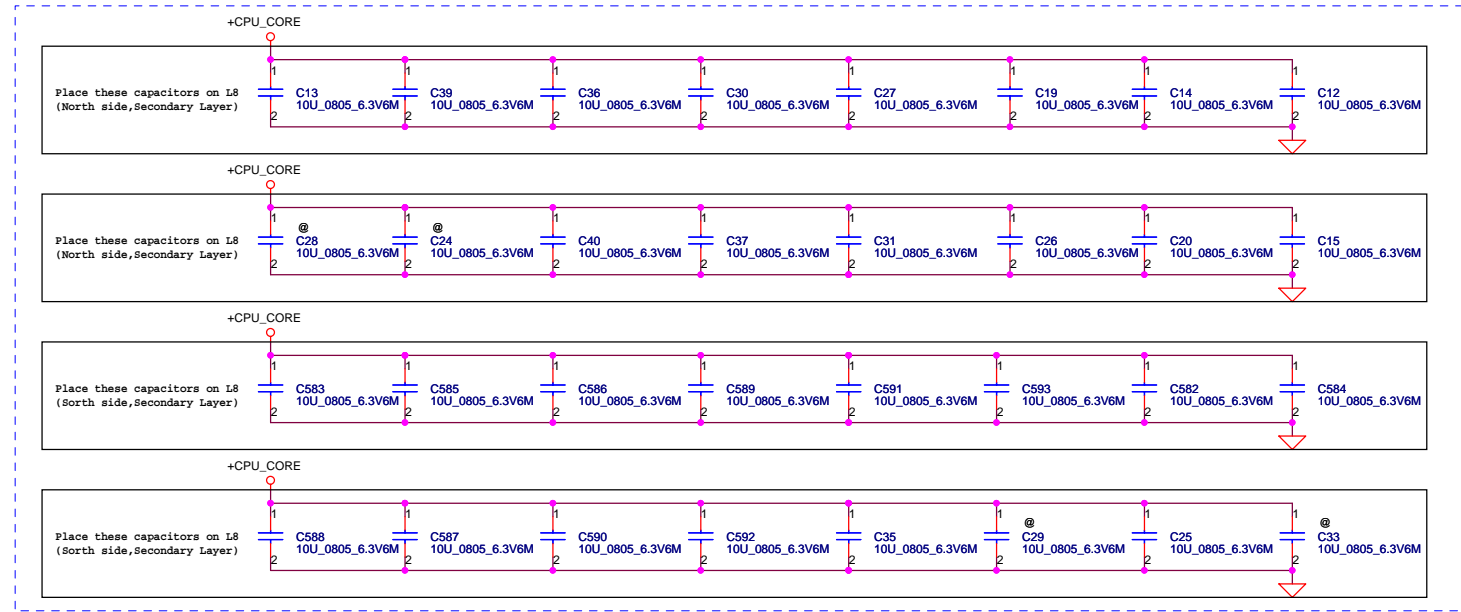 +CPU_CORE
Place these capacitors on L8
(North side,Secondary Layer)
1 1 1 1 1 1 1 1
C13 C39 C36 C30 C27 C19 C14 C12
10U_0805_6.3V6M 10U_0805_6.3V6M 10U_0805_6.3V6M 10U_0805_6.3V6M 10U_0805_6.3V6M 10U_0805_6.3V6M 10U_0805_6.3V6M 10U_0805_6.3V6M
2 2 2 2 2 2 2 2
+CPU_CORE
Place these capacitors on L8
(North side,Secondary Layer)
1 1 1 1 1 1 1 1
@ @
C28 C24 C40 C37 C31 C26 C20 C15
10U_0805_6.3V6M 10U_0805_6.3V6M 10U_0805_6.3V6M 10U_0805_6.3V6M 10U_0805_6.3V6M 10U_0805_6.3V6M 10U_0805_6.3V6M 10U_0805_6.3V6M
2 2 2 2 2 2 2 2
+CPU_CORE
Place these capacitors on L8
(Sorth side,Secondary Layer)
1 1 1 1 1 1 1 1
C583 C585 C586 C589 C591 C593 C582 C584
10U_0805_6.3V6M 10U_0805_6.3V6M 10U_0805_6.3V6M 10U_0805_6.3V6M 10U_0805_6.3V6M 10U_0805_6.3V6M 10U_0805_6.3V6M 10U_0805_6.3V6M
2 2 2 2 2 2 2 2
+CPU_CORE
Place these capacitors on L8
(Sorth side,Secondary Layer)
1 1 1 1 1 1 1 1
@ @
C588 C587 C590 C592 C35 C29 C25 C33
10U_0805_6.3V6M 10U_0805_6.3V6M 10U_0805_6.3V6M 10U_0805_6.3V6M 10U_0805_6.3V6M 10U_0805_6.3V6M 10U_0805_6.3V6M 10U_0805_6.3V6M
2 2 2 2 2 2 2 2